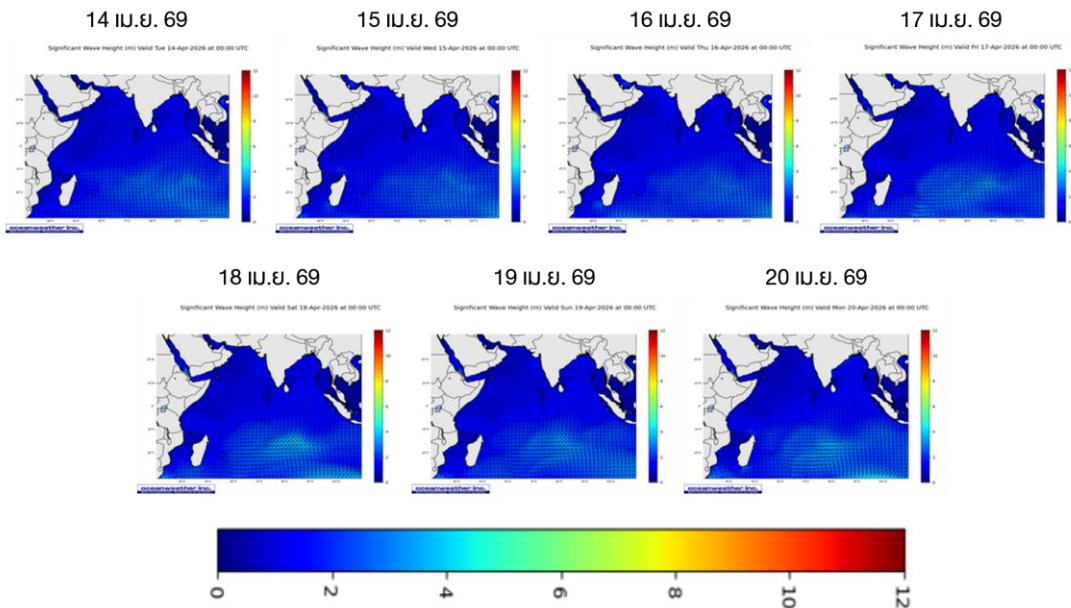 14 เม.ย. 69
15 เม.ย. 69
16 เม.ย. 69
17 เม.ย. 69
Significant Wave Height (m) Valid Tue 14-Apr-2026 at 00:00 UTC
Significant Wave Height (m) Valid Wed 15-Apr-2026 at 00:00 UTC
Significant Wave Height (m) Valid Thu 16-Apr-2026 at 00:00 UTC
Significant Wave Height (m) Valid Fri 17-Apr-2026 at 00:00 UTC
oceanweather inc.
oceanweather inc.
oceanweather inc.
oceanweather inc.
18 เม.ย. 69
19 เม.ย. 69
20 เม.ย. 69
Significant Wave Height (m) Valid Sat 18-Apr-2026 at 00:00 UTC
Significant Wave Height (m) Valid Sun 19-Apr-2026 at 00:00 UTC
Significant Wave Height (m) Valid Mon 20-Apr-2026 at 00:00 UTC
oceanweather inc.
oceanweather inc.
oceanweather inc.
0 2 4 6 8 10 12